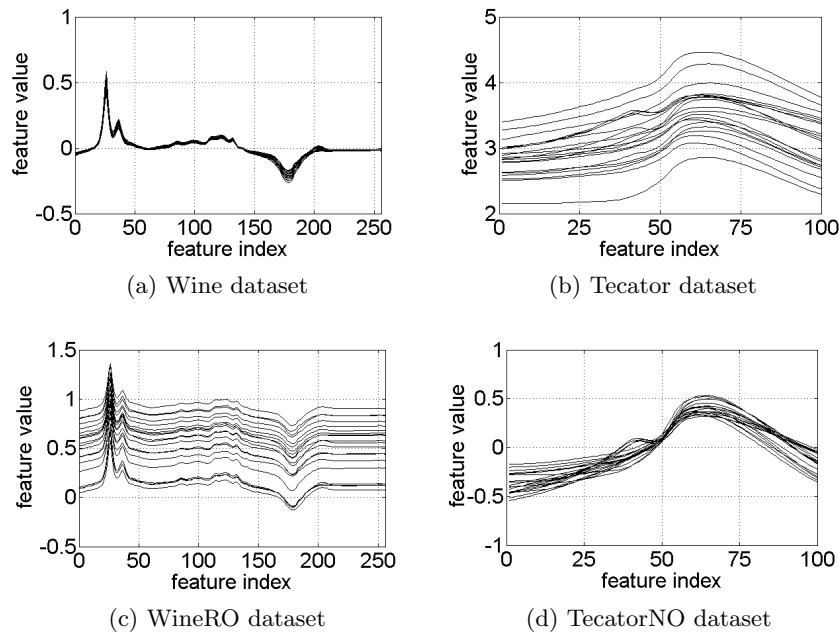 1
0.5
0
-0.5
0 50 100 150 200 250
feature value
feature index
(a) Wine dataset
5
4
3
2
0 25 50 75 100
feature value
feature index
(b) Tecator dataset
1.5
1
0.5
0
-0.5
0 50 100 150 200 250
feature value
feature index
(c) WineRO dataset
1
0.5
0
-0.5
-1
0 25 50 75 100
feature value
feature index
(d) TecatorNO dataset